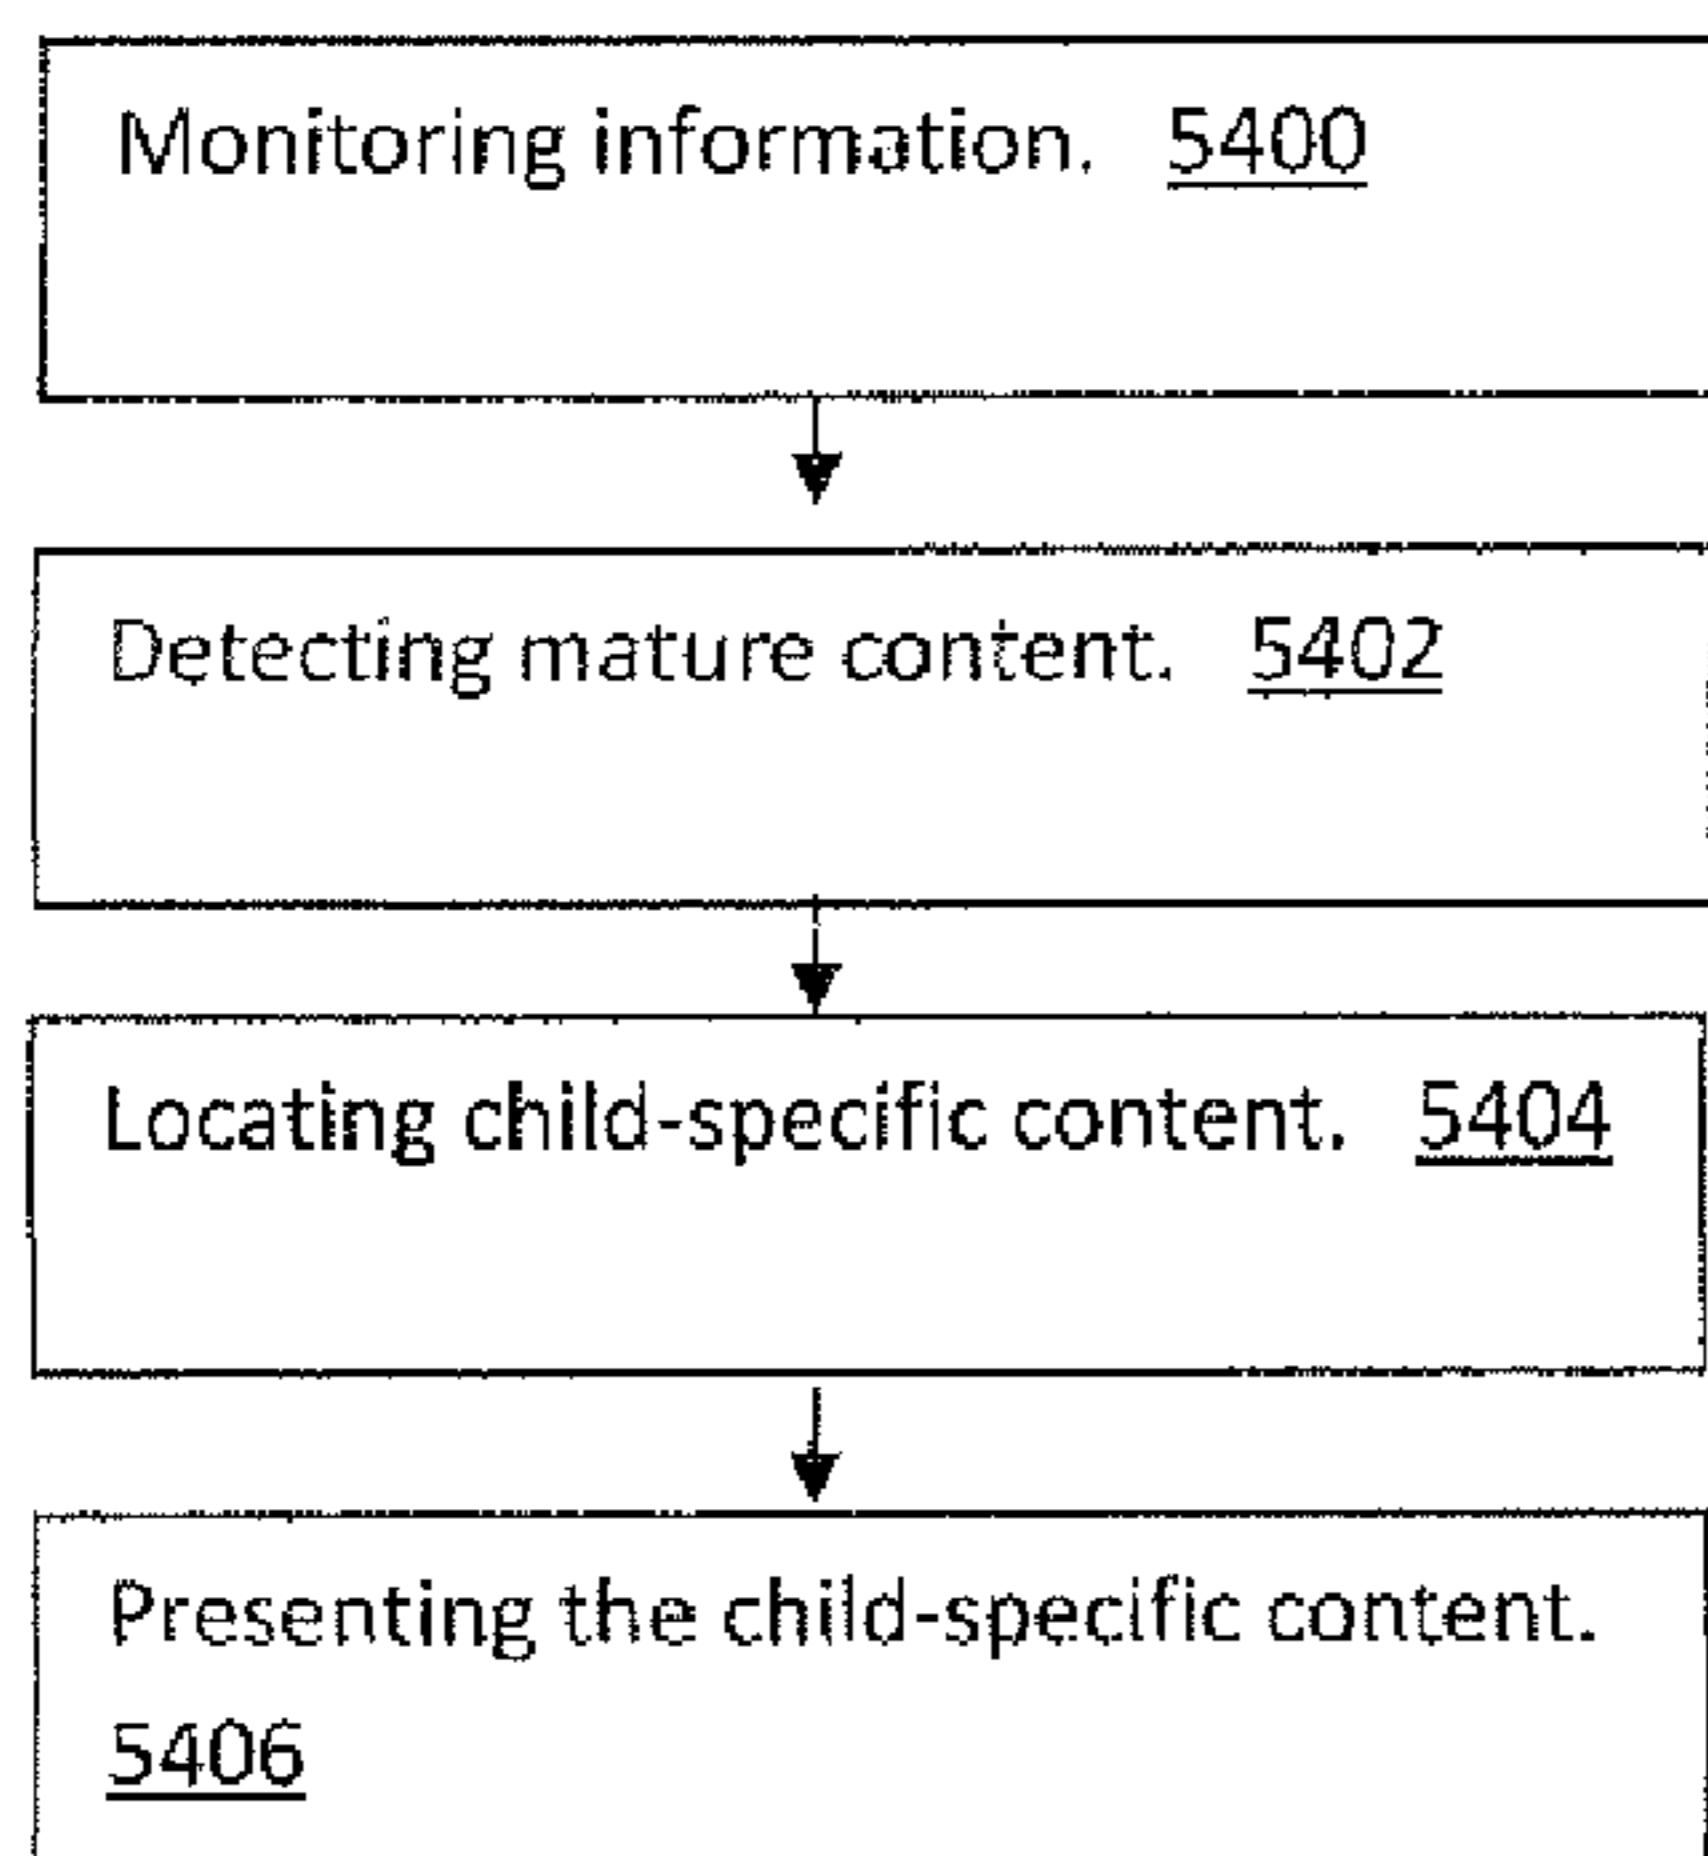 Monitoring information. 5400
Detecting mature content. 5402
Locating child-specific content. 5404
Presenting the child-specific content.
5406